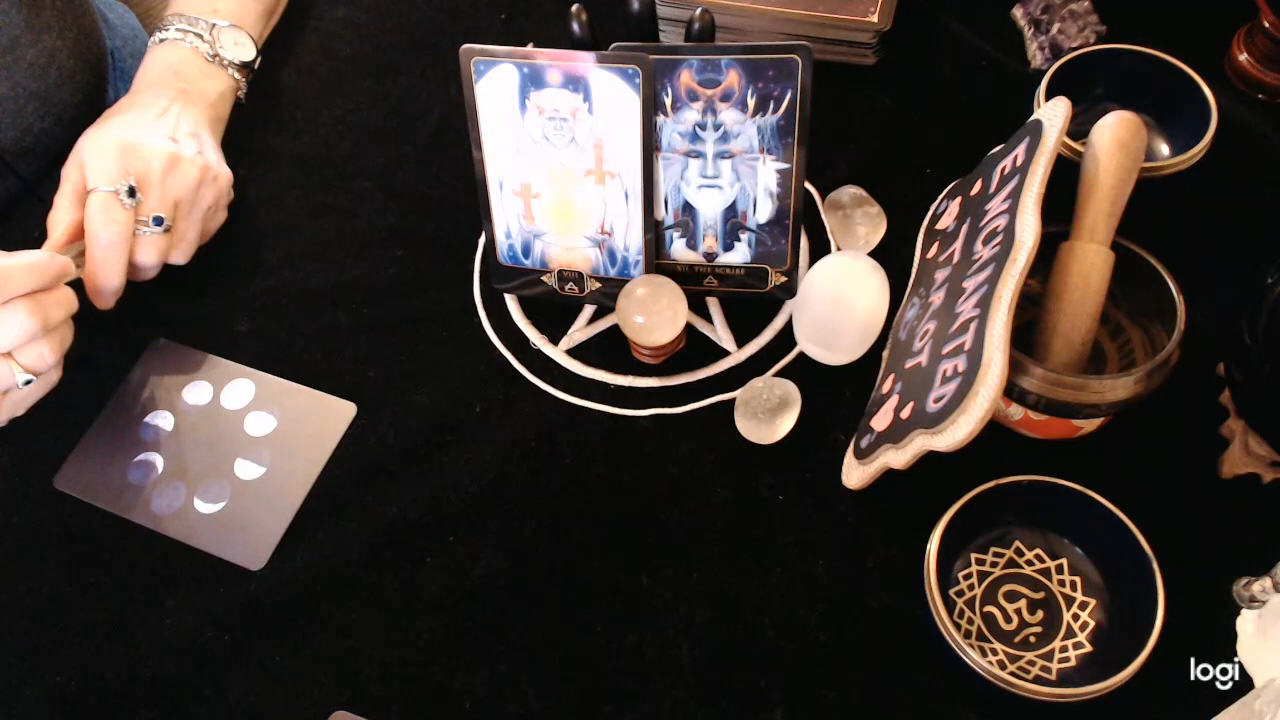 VIII
XII THE SCRIBE
ENCHANTED
TAROT
ॐ
logi